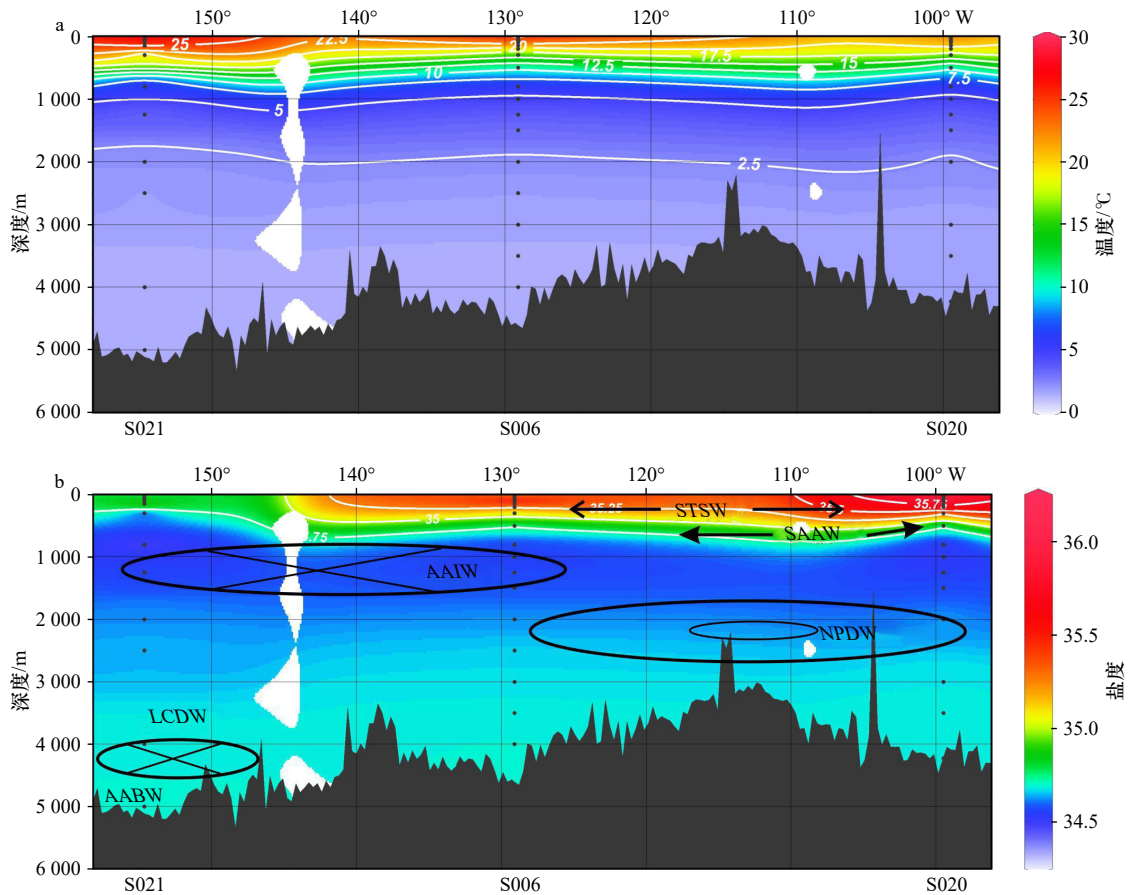 a
150° 140° 130° 120° 110° 100° W
0
1 000
2 000
3 000
4 000
5 000
6 000
深度/m
25 22.5 20 17.5 15
12.5
10 7.5
5
2.5
S021 S006 S020
30
25
20
15
10
5
0
温度/℃
b
150° 140° 130° 120° 110° 100° W
0
1 000
2 000
3 000
4 000
5 000
6 000
深度/m
35.25 STSW 35.75
35
.75 SAAW
AAIW
NPDW
LCDW
AABW
S021 S006 S020
36.0
35.5
35.0
34.5
盐度